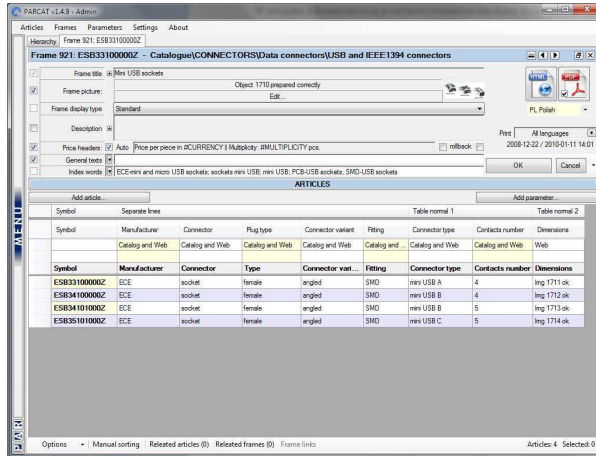 PARCAT v1.4.9 - Admin
Articles Frames Parameters Settings About
Hierarchy Frame 921: ESB33100000Z
Frame 921: ESB33100000Z - Catalogue\CONNECTORS\Data connectors\USB and IEEE1394 connectors
Frame title Mini USB sockets
Frame picture: Object 1710 prepared correctly
Edit...
HTML PDF
Frame display type Standard
PL Polish
Description
Print All languages
Price headers: Auto Price per piece in #CURRENCY || Multiplicity: #MULTIPLICITY pcs. rollback
2008-12-22 / 2010-01-11 14:01
General texts
Index words ECE-mini and micro USB sockets; sockets mini USB; mini USB; PCB-USB sockets; SMD-USB sockets
OK Cancel
ARTICLES
Add article... Add parameter...
Symbol Separate lines Table normal 1 Table normal 2
Symbol Manufacturer Connector Plug type Connector variant Fitting Connector type Contacts number Dimensions
Catalog and Web Catalog and Web Catalog and Web Catalog and Web Catalog and ... Catalog and Web Catalog and Web Web
Symbol Manufacturer Connector Type Connector vari... Fitting Connector type Contacts number Dimensions
ESB33100000Z ECE socket female angled SMD mini USB A 4 Img 1711 ok
ESB34100000Z ECE socket female angled SMD mini USB B 4 Img 1712 ok
ESB34101000Z ECE socket female angled SMD mini USB B 5 Img 1713 ok
ESB35101000Z ECE socket female angled SMD mini USB C 5 Img 1714 ok
MENU
Options Manual sorting Releated articles (0) Releated frames (0) Frame links Articles: 4 Selected: 0